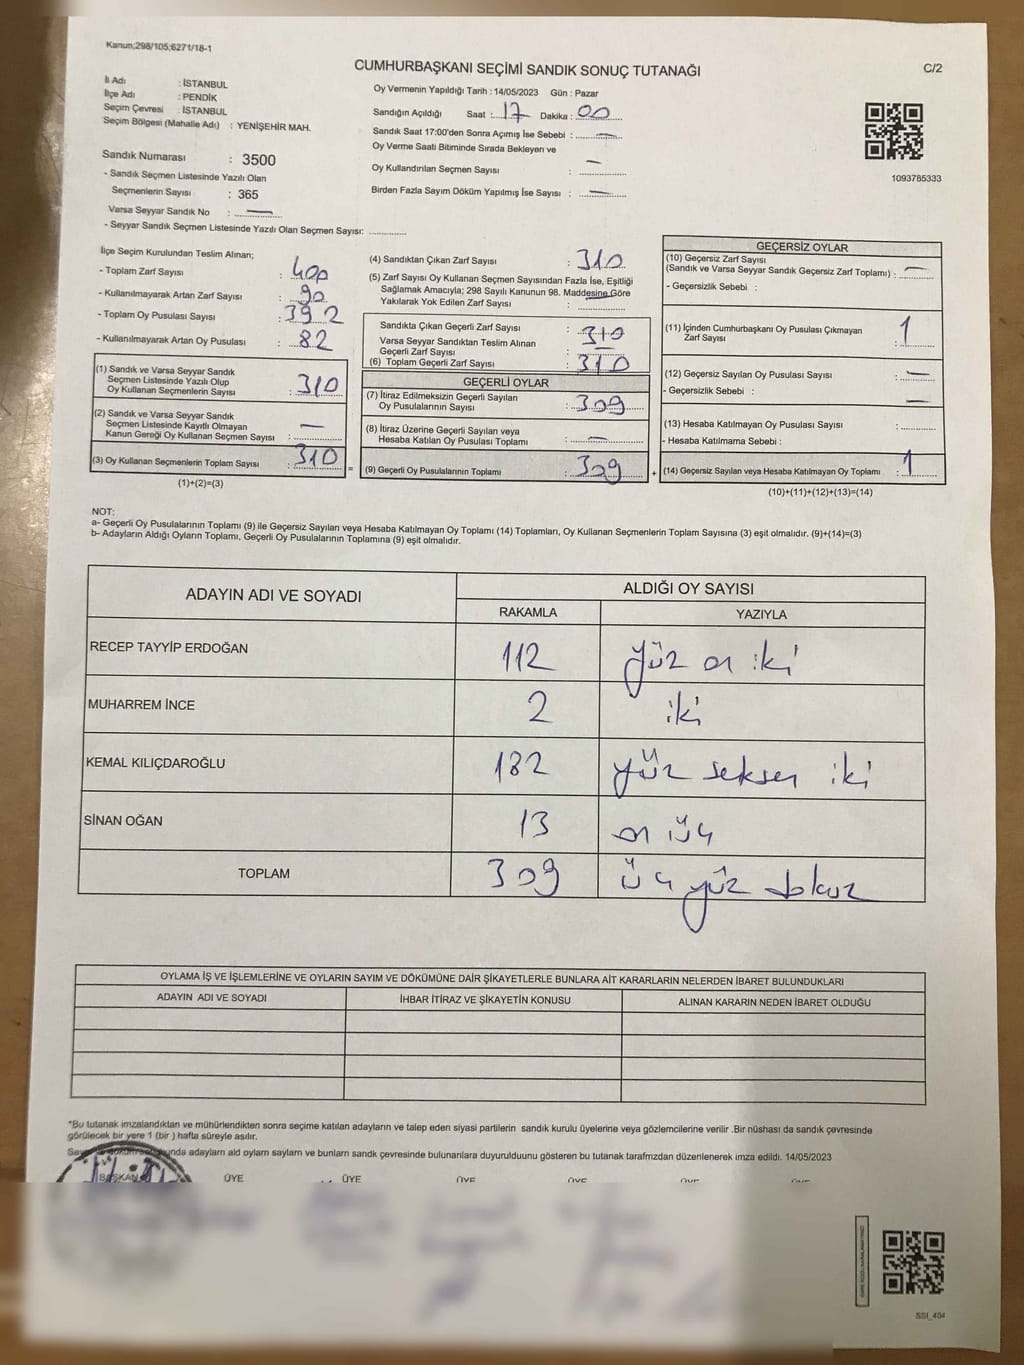 Kanun;298/105;6271/18-1
CUMHURBAŞKANI SEÇİMİ SANDIK SONUÇ TUTANAĞI
C/2
İli Adı : İSTANBUL
İlçe Adı : PENDİK
Seçim Çevresi : İSTANBUL
Seçim Bölgesi (Mahalle Adı) : YENİŞEHİR MAH.
Sandık Numarası : 3500
- Sandık Seçmen Listesinde Yazılı Olan
Seçmenlerin Sayısı : 365
Varsa Seyyar Sandık No : —
- Seyyar Sandık Seçmen Listesinde Yazılı Olan Seçmen Sayısı: ............
Oy Vermenin Yapıldığı Tarih : 14/05/2023 Gün : Pazar
Sandığın Açıldığı Saat : 17 Dakika : 00
Sandık Saat 17:00'den Sonra Açımış İse Sebebi : —
Oy Verme Saati Bitiminde Sırada Bekleyen ve
Oy Kullandırılan Seçmen Sayısı : —
Birden Fazla Sayım Döküm Yapılmış İse Sayısı : —
1093785333
İlçe Seçim Kurulundan Teslim Alınan;
- Toplam Zarf Sayısı : 400
- Kullanılmayarak Artan Zarf Sayısı : 90
- Toplam Oy Pusulası Sayısı : 392
- Kullanılmayarak Artan Oy Pusulası : 82
(1) Sandık ve Varsa Seyyar Sandık
Seçmen Listesinde Yazılı Olup
Oy Kullanan Seçmenlerin Sayısı : 310
(2) Sandık ve Varsa Seyyar Sandık
Seçmen Listesinde Kayıtlı Olmayan
Kanun Gereği Oy Kullanan Seçmen Sayısı : —
(3) Oy Kullanan Seçmenlerin Toplam Sayısı : 310
(1)+(2)=(3)
=
(4) Sandıktan Çıkan Zarf Sayısı : 310
(5) Zarf Sayısı Oy Kullanan Seçmen Sayısından Fazla İse, Eşitliği
Sağlamak Amacıyla; 298 Sayılı Kanunun 98. Maddesine Göre
Yakılarak Yok Edilen Zarf Sayısı : —
Sandıkta Çıkan Geçerli Zarf Sayısı : 310
Varsa Seyyar Sandıktan Teslim Alınan
Geçerli Zarf Sayısı : —
(6) Toplam Geçerli Zarf Sayısı : 310
GEÇERLİ OYLAR
(7) İtiraz Edilmeksizin Geçerli Sayılan
Oy Pusulalarının Sayısı : 309
(8) İtiraz Üzerine Geçerli Sayılan veya
Hesaba Katılan Oy Pusulası Toplamı : —
(9) Geçerli Oy Pusulalarının Toplamı : 309
+
GEÇERSİZ OYLAR
(10) Geçersiz Zarf Sayısı
(Sandık ve Varsa Seyyar Sandık Geçersiz Zarf Toplamı) : —
- Geçersizlik Sebebi :
(11) İçinden Cumhurbaşkanı Oy Pusulası Çıkmayan
Zarf Sayısı : 1
(12) Geçersiz Sayılan Oy Pusulası Sayısı : —
- Geçersizlik Sebebi : —
(13) Hesaba Katılmayan Oy Pusulası Sayısı : ............
- Hesaba Katılmama Sebebi :
(14) Geçersiz Sayılan veya Hesaba Katılmayan Oy Toplamı : 1
(10)+(11)+(12)+(13)=(14)
NOT:
a- Geçerli Oy Pusulalarının Toplamı (9) ile Geçersiz Sayılan veya Hesaba Katılmayan Oy Toplamı (14) Toplamları, Oy Kullanan Seçmenlerin Toplam Sayısına (3) eşit olmalıdır. (9)+(14)=(3)
b- Adayların Aldığı Oyların Toplamı, Geçerli Oy Pusulalarının Toplamına (9) eşit olmalıdır.
ADAYIN ADI VE SOYADI
ALDIĞI OY SAYISI
RAKAMLA YAZIYLA
RECEP TAYYİP ERDOĞAN 112 yüz on iki
MUHARREM İNCE 2 iki
KEMAL KILIÇDAROĞLU 182 yüz seksen iki
SİNAN OĞAN 13 on üç
TOPLAM 309 üç yüz dokuz
OYLAMA İŞ VE İŞLEMLERİNE VE OYLARIN SAYIM VE DÖKÜMÜNE DAİR ŞİKAYETLERLE BUNLARA AİT KARARLARIN NELERDEN İBARET BULUNDUKLARI
ADAYIN ADI VE SOYADI İHBAR İTİRAZ VE ŞİKAYETİN KONUSU ALINAN KARARIN NEDEN İBARET OLDUĞU
*Bu tutanak imzalandıktan ve mühürlendikten sonra seçime katılan adayların ve talep eden siyasi partilerin sandık kurulu üyelerine veya gözlemcilerine verilir .Bir nüshası da sandık çevresinde
görülecek bir yere 1 (bir ) hafta süreyle asılır.
adayların ald oyların sayların ve bunların sandk çevresinde bulunanlara duyurulduunu gösteren bu tutanak tarafmzdan düzenlenerek imza edildi. 14/05/2023
BAŞKAN ÜYE ÜYE ÜYE ÜYE ÜYE ÜYE
SSI_404